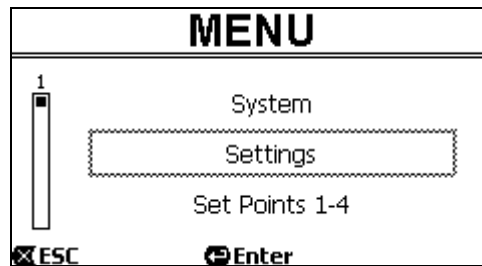 MENU
1
System
Settings
Set Points 1-4
ESC Enter